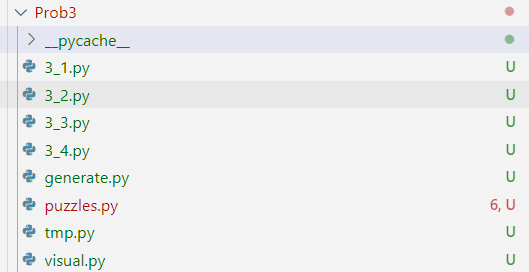 Prob3
__pycache__
3_1.py U
3_2.py U
3_3.py U
3_4.py U
generate.py U
puzzles.py 6, U
tmp.py U
visual.py U